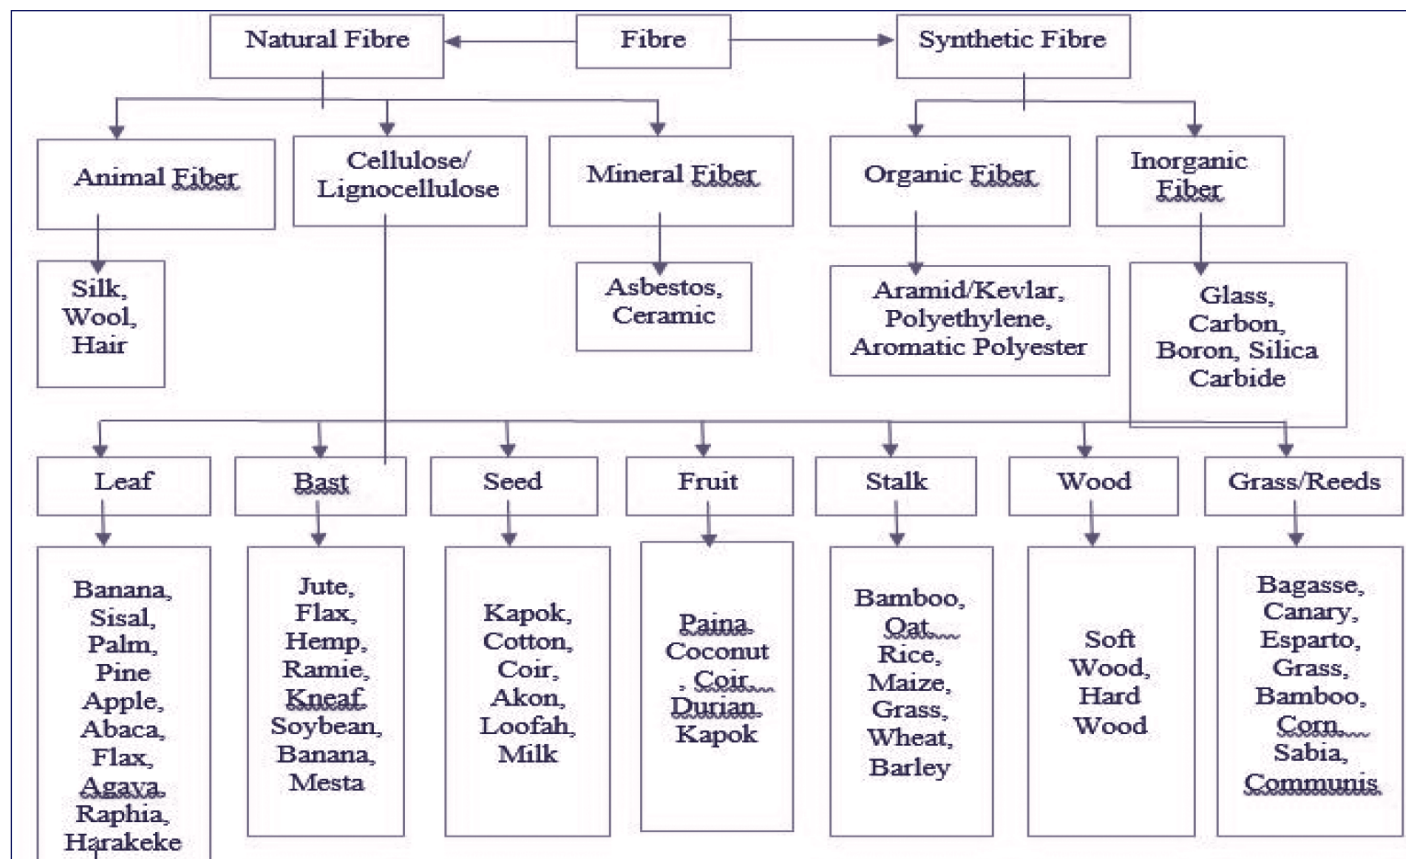 Natural Fibre
Fibre
Synthetic Fibre
Animal Fiber
Cellulose/
Lignocellulose
Mineral Fiber
Organic Fiber
Inorganic
Fiber
Silk,
Wool,
Hair
Asbestos,
Ceramic
Aramid/Kevlar,
Polyethylene,
Aromatic Polyester
Glass,
Carbon,
Boron, Silica
Carbide
Leaf
Bast
Seed
Fruit
Stalk
Wood
Grass/Reeds
Banana,
Sisal,
Palm,
Pine
Apple,
Abaca,
Flax,
Agava,
Raphia,
Harakeke
Jute,
Flax,
Hemp,
Ramie,
Kneaf,
Soybean,
Banana,
Mesta
Kapok,
Cotton,
Coir,
Akon,
Loofah,
Milk
Paina,
Coconut
, Coir,
Durian,
Kapok
Bamboo,
Oat,
Rice,
Maize,
Grass,
Wheat,
Barley
Soft
Wood,
Hard
Wood
Bagasse,
Canary,
Esparto,
Grass,
Bamboo,
Corn,
Sabia,
Communis